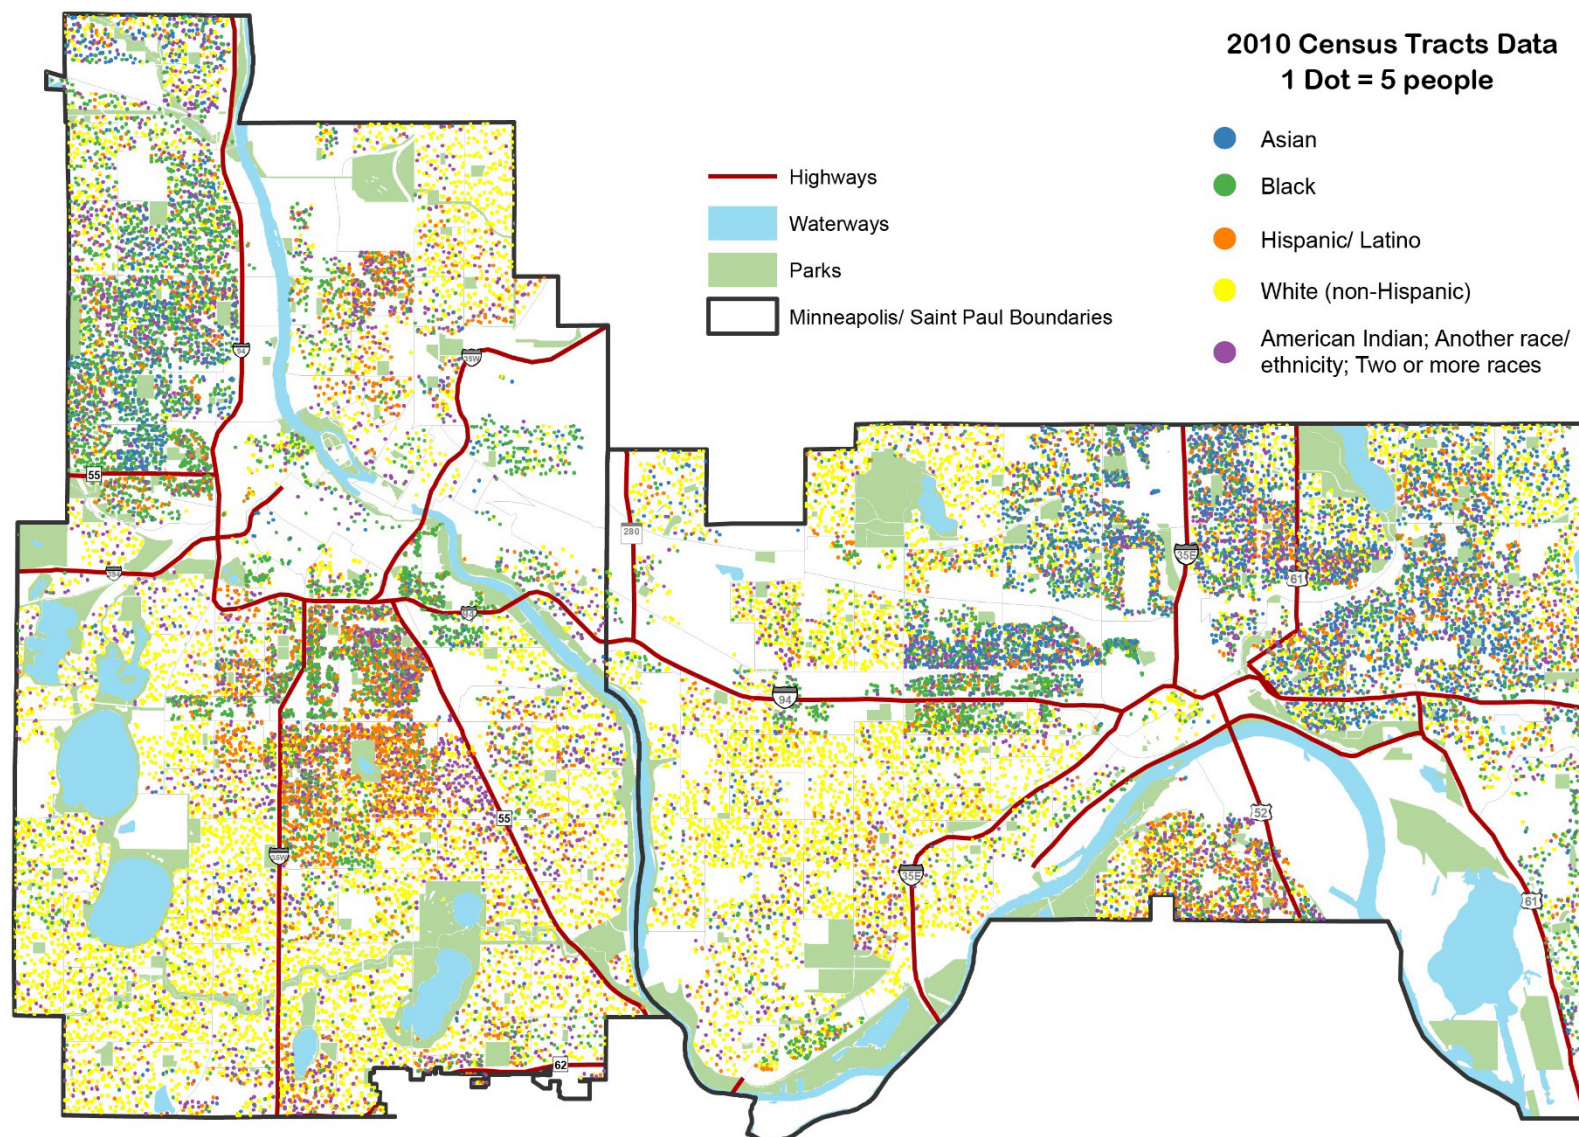 2010 Census Tracts Data
1 Dot = 5 people
Asian
Black
Hispanic/ Latino
White (non-Hispanic)
American Indian; Another race/
ethnicity; Two or more races
Highways
Waterways
Parks
Minneapolis/ Saint Paul Boundaries
94
35W
55
280
35E
61
394
94
94
55
52
35W
35E
61
62